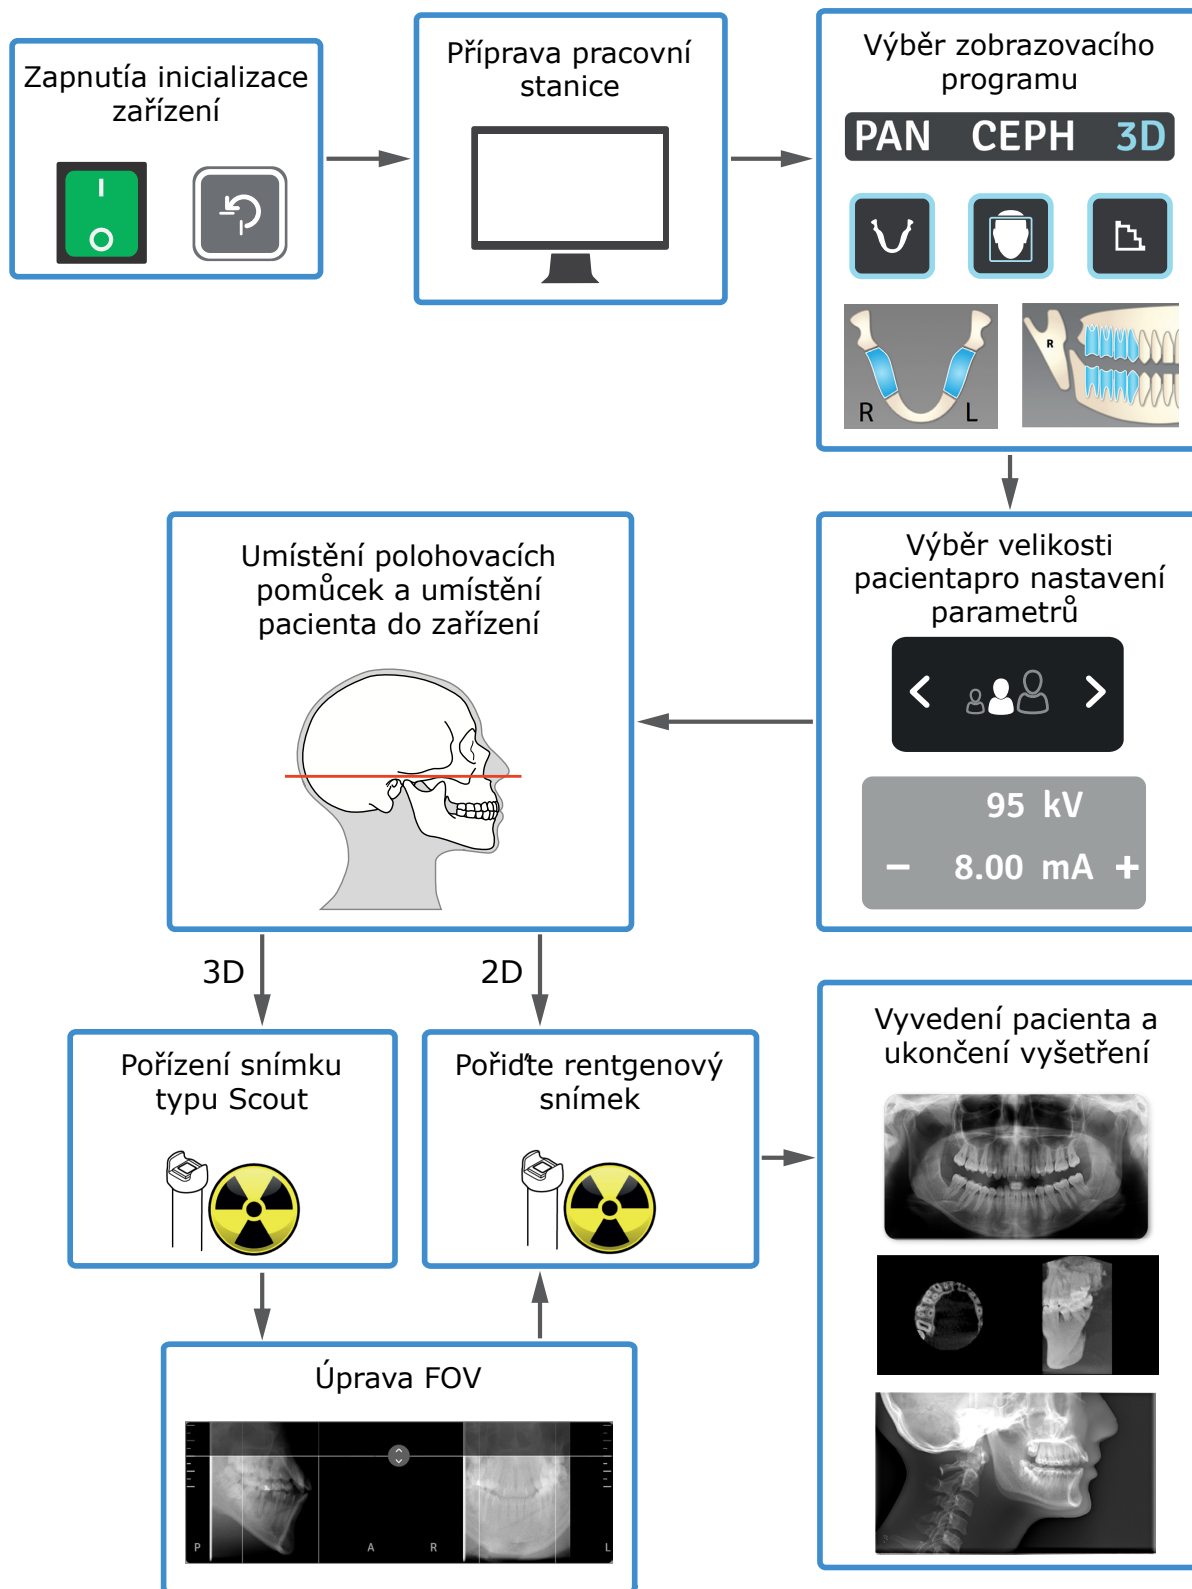 Zapnutía inicializace
zařízení
Příprava pracovní
stanice
Výběr zobrazovacího
programu
PAN CEPH 3D
R L
R
Výběr velikosti
pacientapro nastavení
parametrů
95 kV
− 8.00 mA +
Umístění polohovacích
pomůcek a umístění
pacienta do zařízení
3D
2D
Pořízení snímku
typu Scout
Pořiďte rentgenový
snímek
Vyvedení pacienta a
ukončení vyšetření
Úprava FOV
P A R L